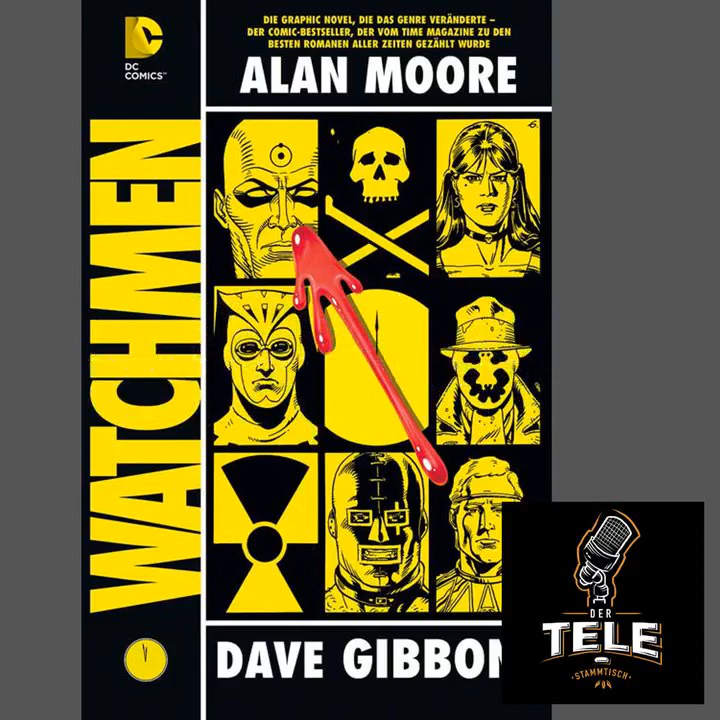 DIE GRAPHIC NOVEL, DIE DAS GENRE VERÄNDERTE –
DER COMIC-BESTSELLER, DER VOM TIME MAGAZINE ZU DEN
BESTEN ROMANEN ALLER ZEITEN GEZÄHLT WURDE
ALAN MOORE
DC
COMICS™
WATCHMEN
DAVE GIBBON
DER
TELE
·STAMMTISCH·